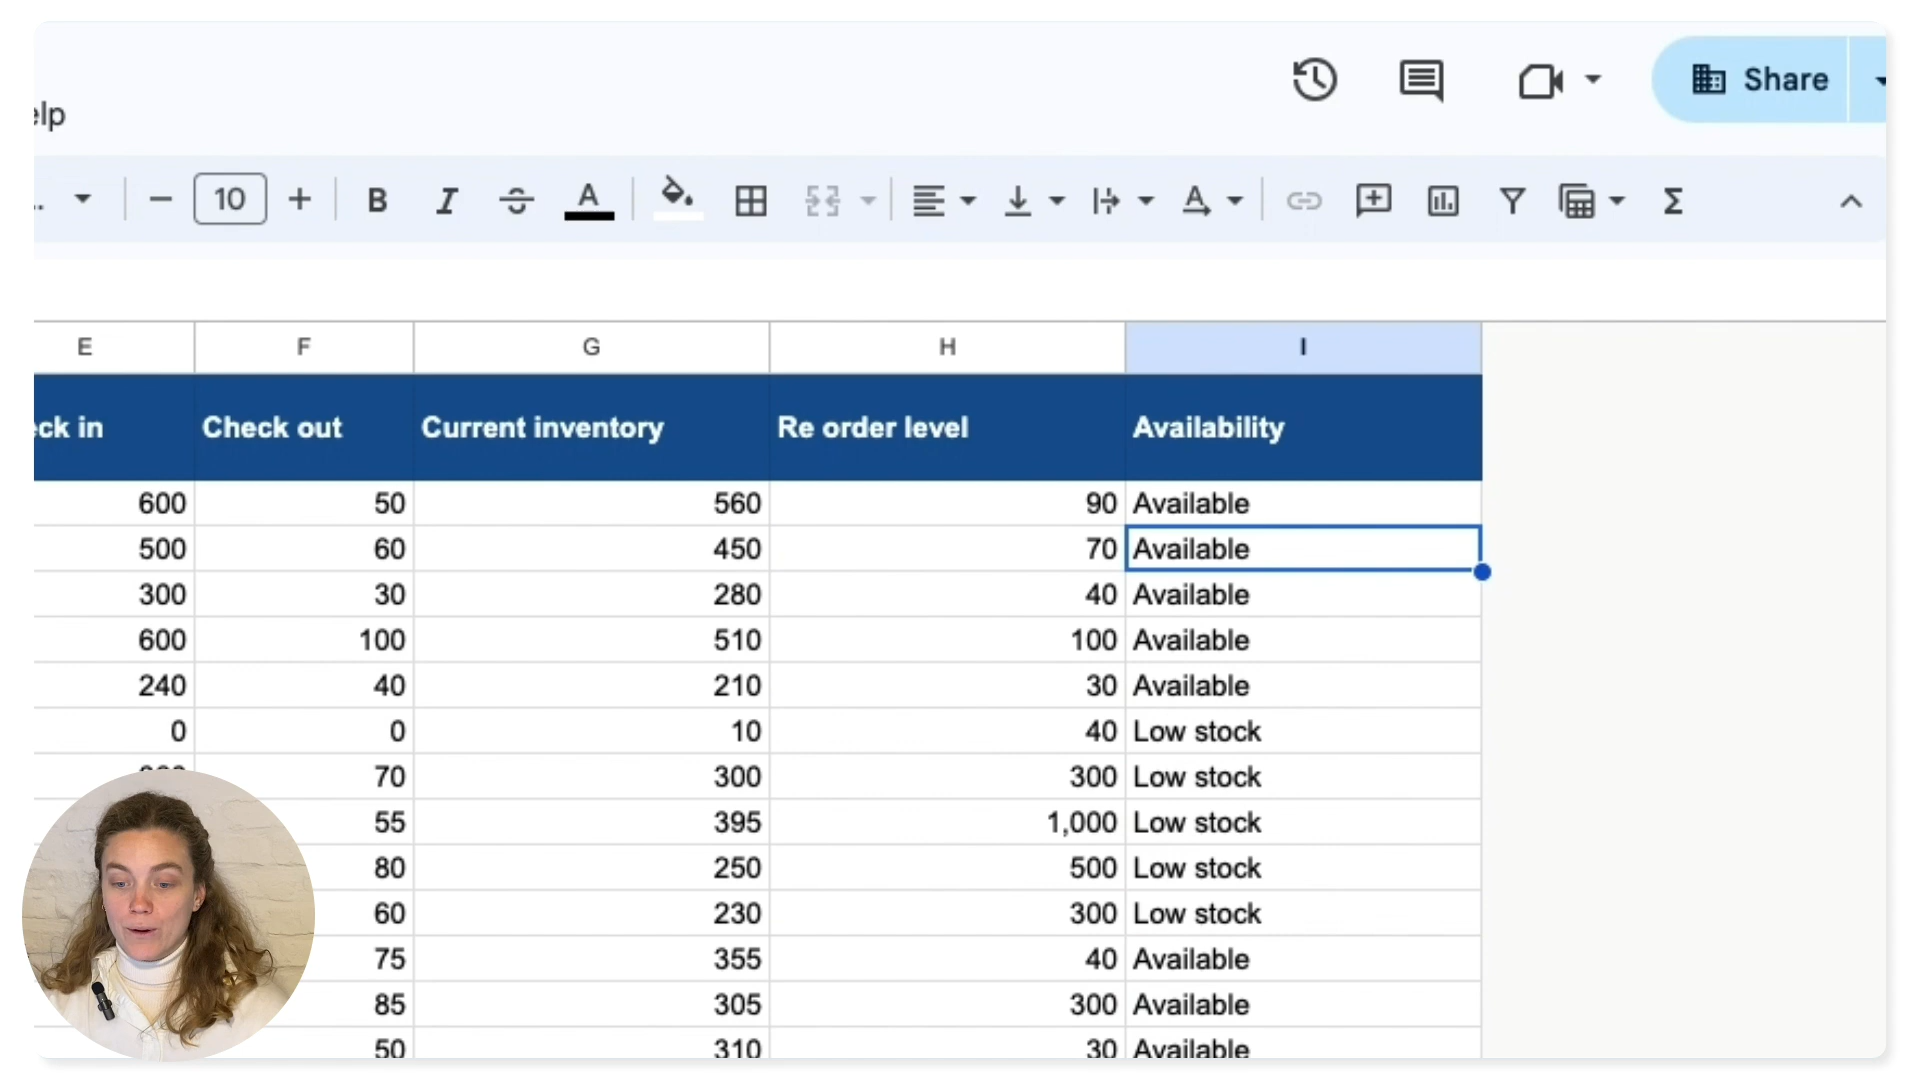 Share
elp
10
E F G H I
ck in Check out Current inventory Re order level Availability
600 50 560 90 Available
500 60 450 70 Available
300 30 280 40 Available
600 100 510 100 Available
240 40 210 30 Available
0 0 10 40 Low stock
70 300 300 Low stock
55 395 1,000 Low stock
80 250 500 Low stock
60 230 300 Low stock
75 355 40 Available
85 305 300 Available
50 310 30 Available